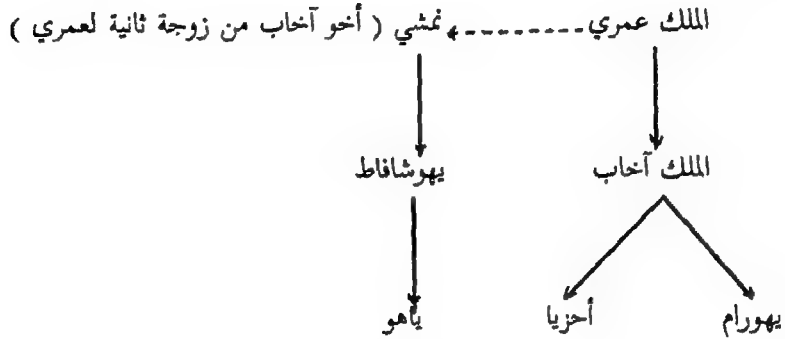 الملك عمري نمشي ( أخو آخاب من زوجة ثانية لعمري )
الملك آخاب يهوشافاط
يهورام أحزيا ياهو